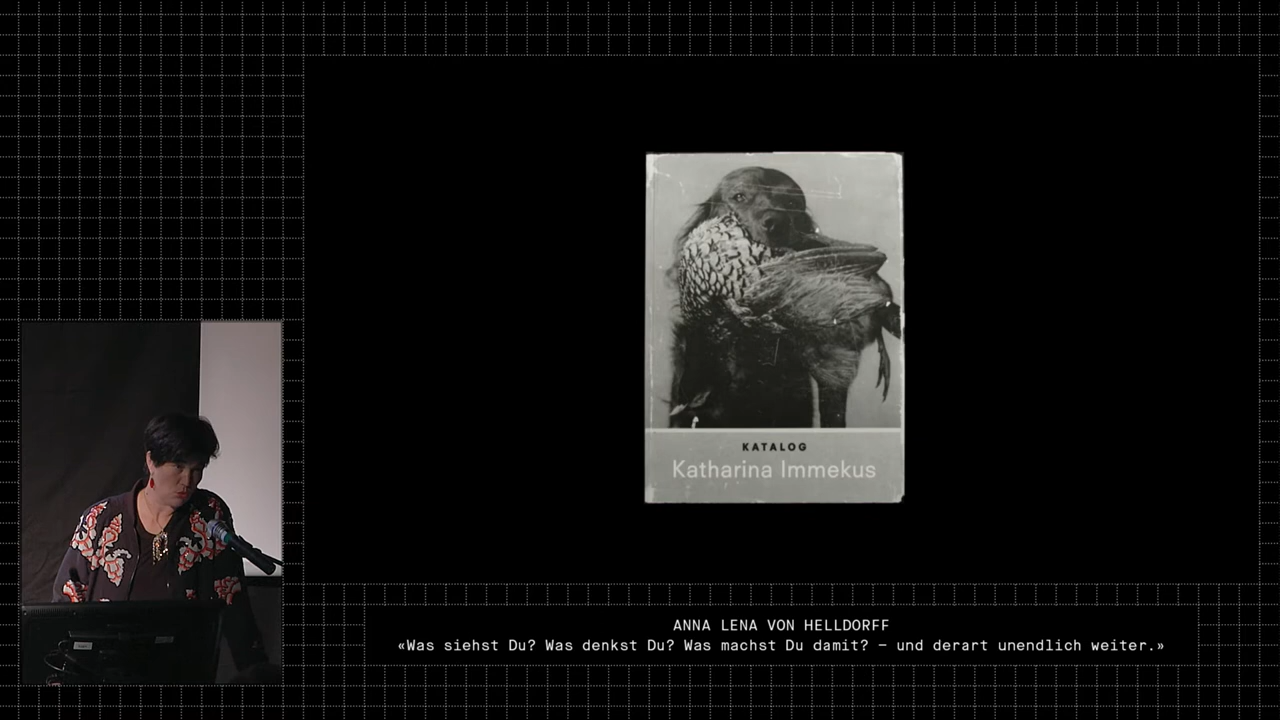 KATALOG
Katharina Immekus
ANNA LENA VON HELLDORFF
«Was siehst Du? Was denkst Du? Was machst Du damit? – und derart unendlich weiter.»